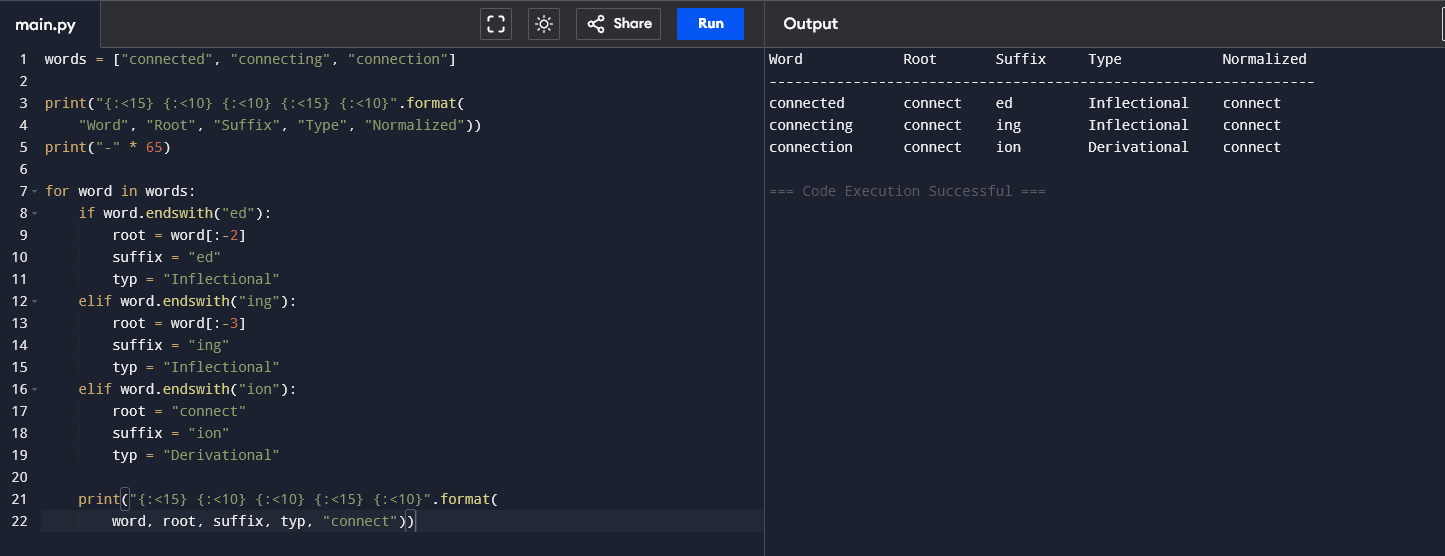 main.py
Share
Run
Output
1 words = ["connected", "connecting", "connection"]
2
3 print("{:<15} {:<10} {:<10} {:<15} {:<10}".format(
4     "Word", "Root", "Suffix", "Type", "Normalized"))
5 print("-" * 65)
6
7 for word in words:
8     if word.endswith("ed"):
9         root = word[:-2]
10         suffix = "ed"
11         typ = "Inflectional"
12     elif word.endswith("ing"):
13         root = word[:-3]
14         suffix = "ing"
15         typ = "Inflectional"
16     elif word.endswith("ion"):
17         root = "connect"
18         suffix = "ion"
19         typ = "Derivational"
20
21     print("{:<15} {:<10} {:<10} {:<15} {:<10}".format(
22         word, root, suffix, typ, "connect"))
Word            Root       Suffix     Type            Normalized
-----------------------------------------------------------------
connected       connect    ed         Inflectional    connect
connecting      connect    ing        Inflectional    connect
connection      connect    ion        Derivational    connect
=== Code Execution Successful ===